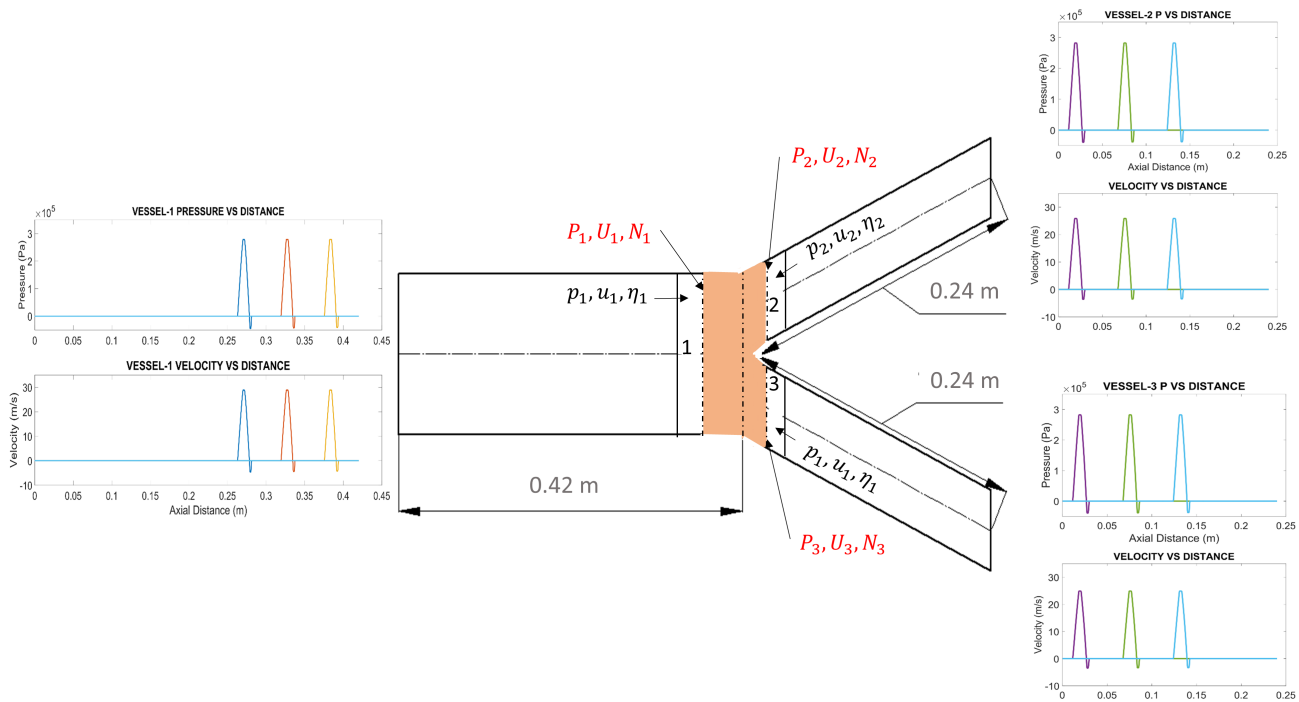 VESSEL-1 PRESSURE VS DISTANCE
×10⁵
Pressure (Pa)
3
2
1
0
0 0.05 0.1 0.15 0.2 0.25 0.3 0.35 0.4 0.45
VESSEL-1 VELOCITY VS DISTANCE
Velocity (m/s)
30
20
10
0
-10
0 0.05 0.1 0.15 0.2 0.25 0.3 0.35 0.4 0.45
Axial Distance (m)
P₁, U₁, N₁
p₁, u₁, η₁
1
0.42 m
P₂, U₂, N₂
p₂, u₂, η₂
2
0.24 m
0.24 m
3
p₁, u₁, η₁
P₃, U₃, N₃
VESSEL-2 P VS DISTANCE
×10⁵
Pressure (Pa)
3
2
1
0
0 0.05 0.1 0.15 0.2 0.25
Axial Distance (m)
VELOCITY VS DISTANCE
Velocity (m/s)
30
20
10
0
-10
0 0.05 0.1 0.15 0.2 0.25
VESSEL-3 P VS DISTANCE
×10⁵
Pressure (Pa)
3
2
1
0
0 0.05 0.1 0.15 0.2 0.25
Axial Distance (m)
VELOCITY VS DISTANCE
Velocity (m/s)
30
20
10
0
-10
0 0.05 0.1 0.15 0.2 0.25